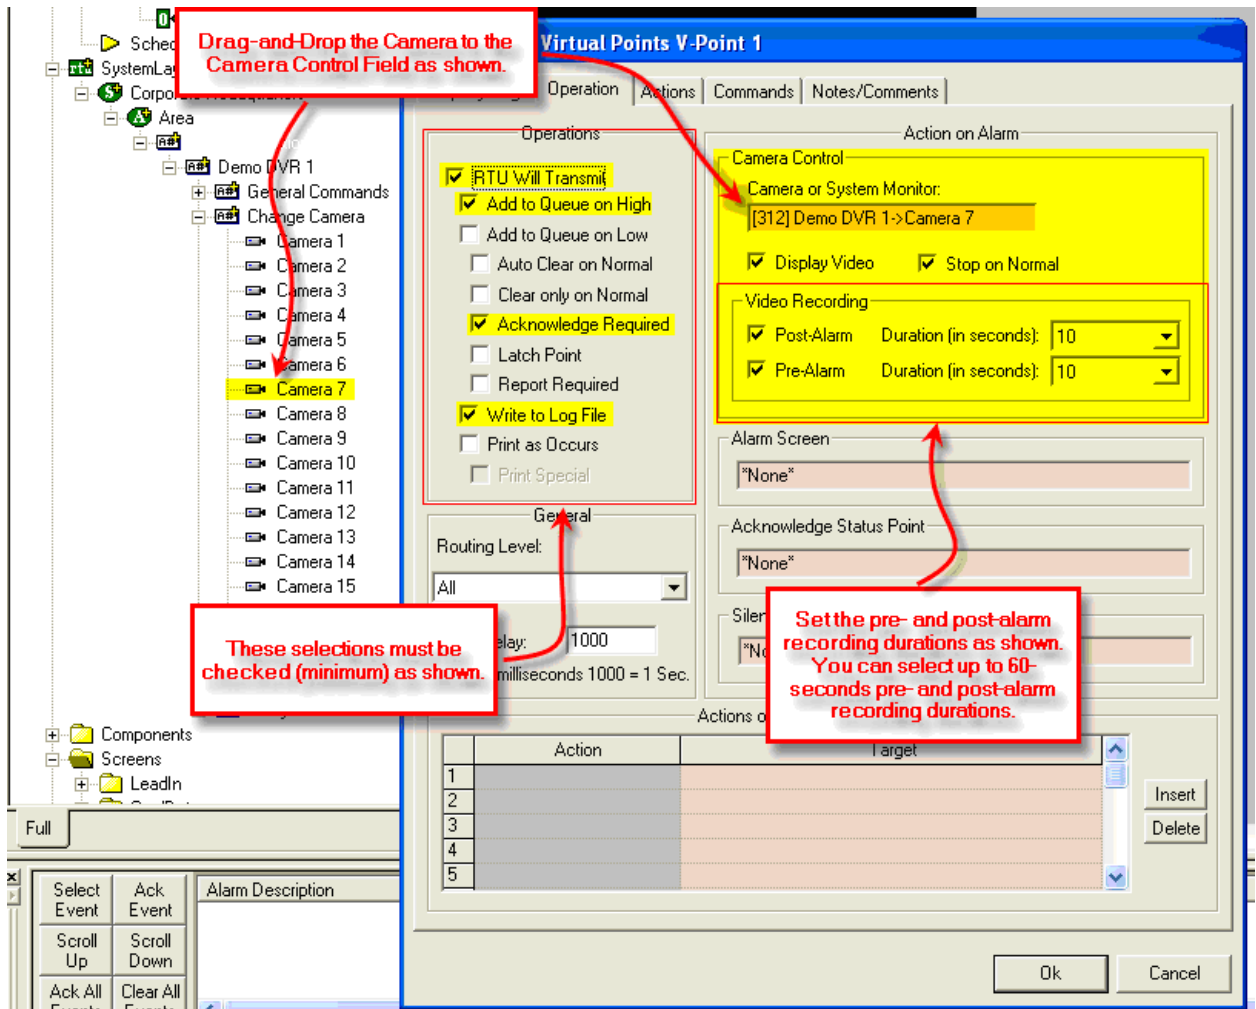 Sched
rtu SystemLay
Corporate Headquarters
Area
Demo DVR 1
General Commands
Change Camera
Camera 1
Camera 2
Camera 3
Camera 4
Camera 5
Camera 6
Camera 7
Camera 8
Camera 9
Camera 10
Camera 11
Camera 12
Camera 13
Camera 14
Camera 15
Components
Screens
LeadIn
Full
Drag-and-Drop the Camera to the
Camera Control Field as shown.
Virtual Points V-Point 1
Operation
Actions
Commands
Notes/Comments
Operations
RTU Will Transmit
Add to Queue on High
Add to Queue on Low
Auto Clear on Normal
Clear only on Normal
Acknowledge Required
Latch Point
Report Required
Write to Log File
Print as Occurs
Print Special
General
Routing Level:
All
elay: 1000
milliseconds 1000 = 1 Sec.
These selections must be
checked (minimum) as shown.
Action on Alarm
Camera Control
Camera or System Monitor:
[312] Demo DVR 1->Camera 7
Display Video
Stop on Normal
Video Recording
Post-Alarm Duration (in seconds): 10
Pre-Alarm Duration (in seconds): 10
Alarm Screen
*None*
Acknowledge Status Point
*None*
Silen
*No
Set the pre- and post-alarm
recording durations as shown.
You can select up to 60-
seconds pre- and post-alarm
recording durations.
Actions o
Action Target
1
2
3
4
5
Insert
Delete
Ok
Cancel
Select
Event
Ack
Event
Alarm Description
Scroll
Up
Scroll
Down
Ack All
Events
Clear All
Events